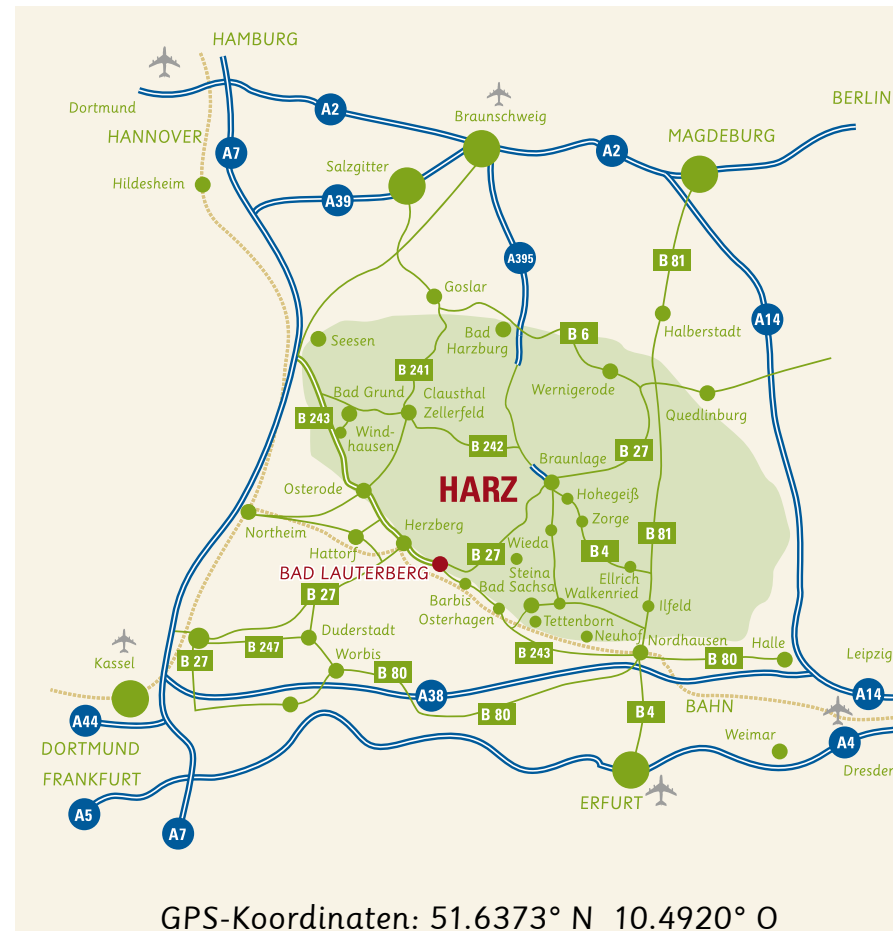 HAMBURG
Dortmund
A2
Braunschweig
BERLIN
HANNOVER
A7
A2
MAGDEBURG
Hildesheim
Salzgitter
A39
A395
B 81
Goslar
A14
Halberstadt
Seesen
Bad
Harzburg
B 6
B 241
Wernigerode
Bad Grund
Clausthal
Zellerfeld
Quedlinburg
B 243
Wind-
hausen
B 242
B 27
Braunlage
HARZ
Osterode
Hohegeiß
Zorge
Northeim
Herzberg
B 81
Hattorf
B 27
Wieda
B 4
BAD LAUTERBERG
Steina
Bad Sachsa
Ellrich
Walkenried
B 27
Barbis
Osterhagen
Ilfeld
Tettenborn
Duderstadt
Neuhof
Nordhausen
B 247
B 243
Halle
Kassel
B 27
Worbis
B 80
B 80
Leipzig
A38
A14
A44
B 80
B 4
BAHN
DORTMUND
Weimar
A4
FRANKFURT
Dresden
A5
ERFURT
A7
GPS-Koordinaten: 51.6373° N 10.4920° O